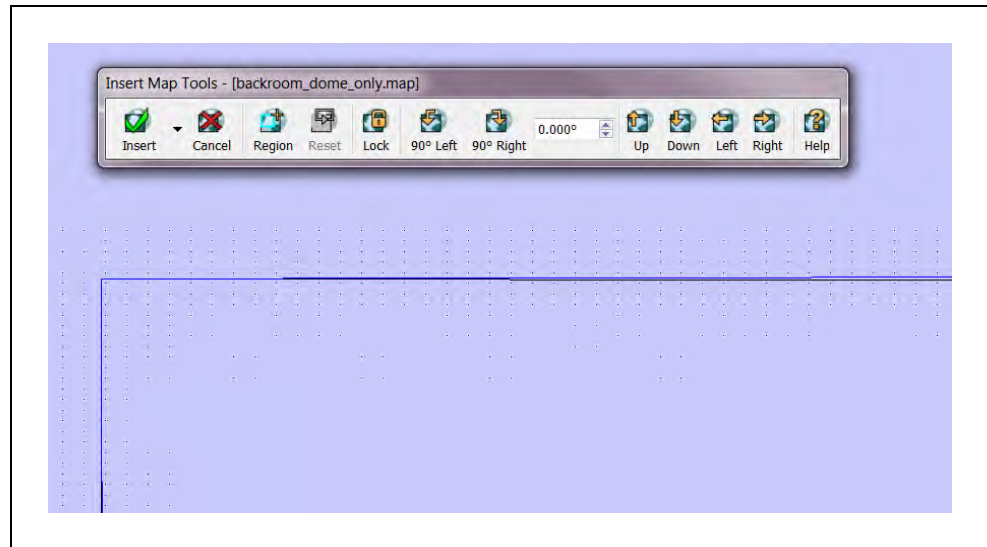 Insert Map Tools - [backroom_dome_only.map]
Insert Cancel Region Reset Lock 90° Left 90° Right 0.000° Up Down Left Right Help